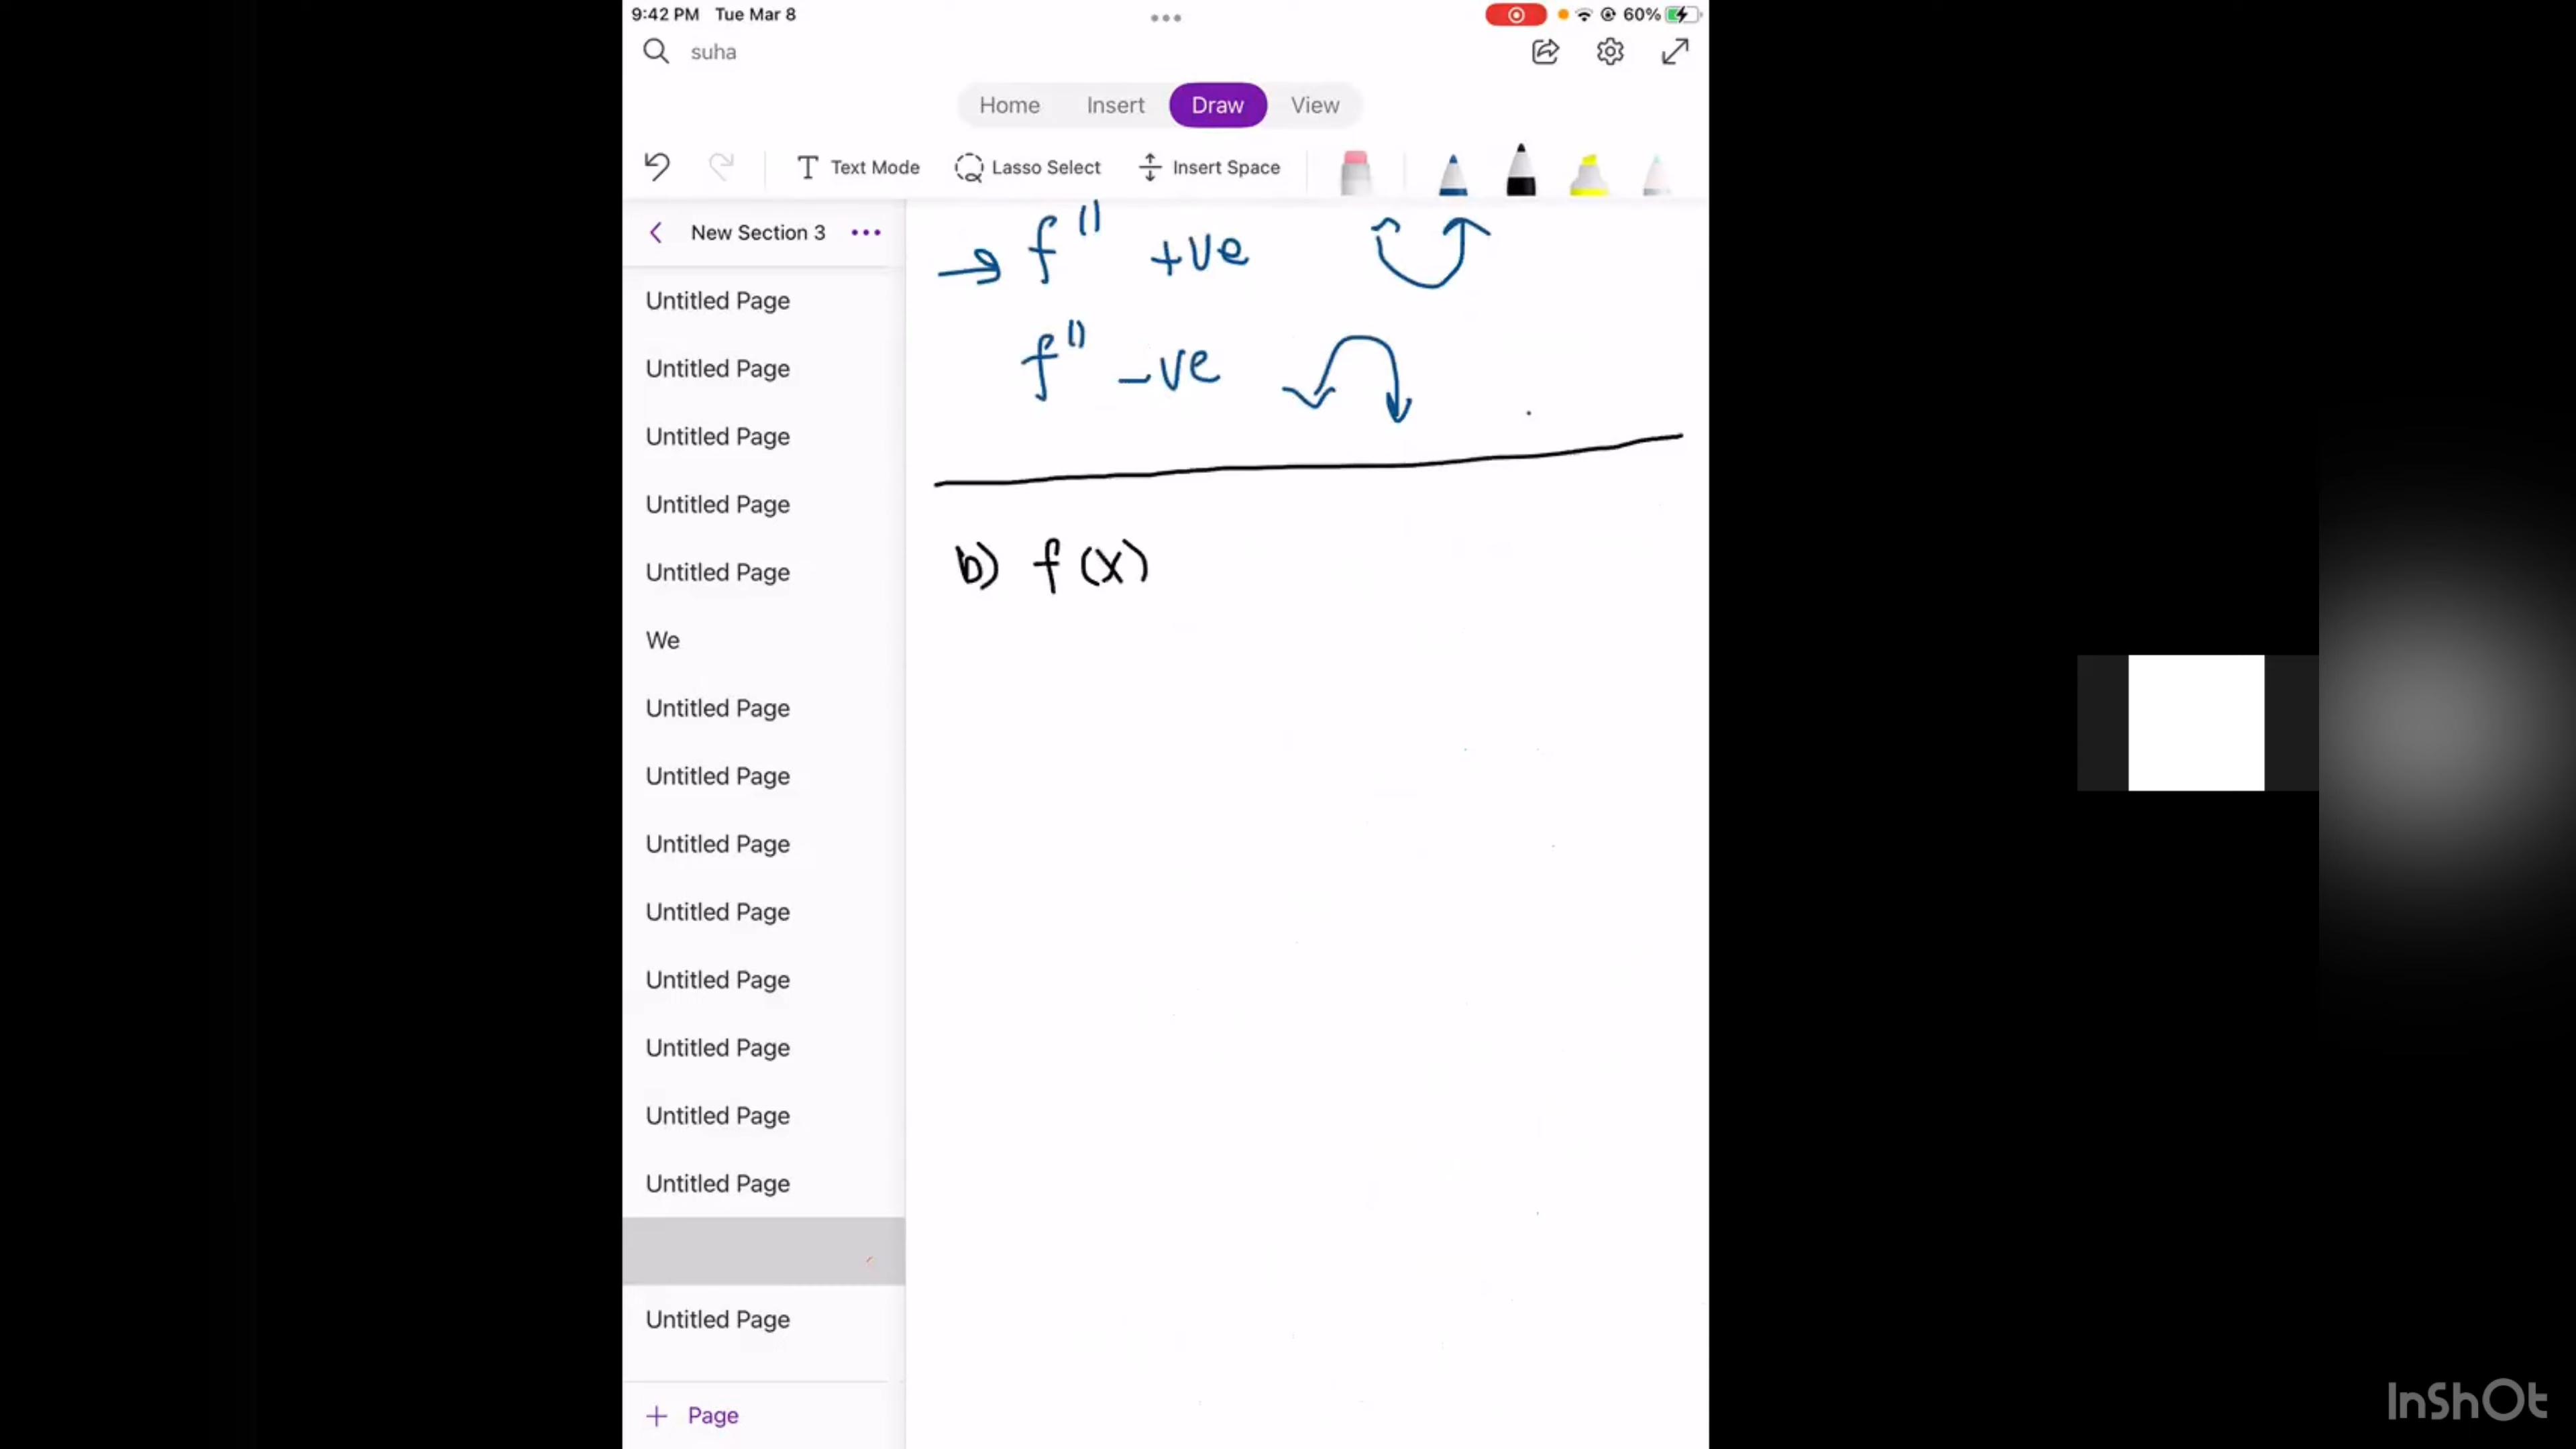 9:42 PM Tue Mar 8
60%
suha
Home Insert Draw View
Text Mode Lasso Select Insert Space
New Section 3
Untitled Page
Untitled Page
Untitled Page
Untitled Page
Untitled Page
We
Untitled Page
Untitled Page
Untitled Page
Untitled Page
Untitled Page
Untitled Page
Untitled Page
Untitled Page
Untitled Page
+ Page
→ f'' +ve
f'' -ve
b) f(x)
InShOt